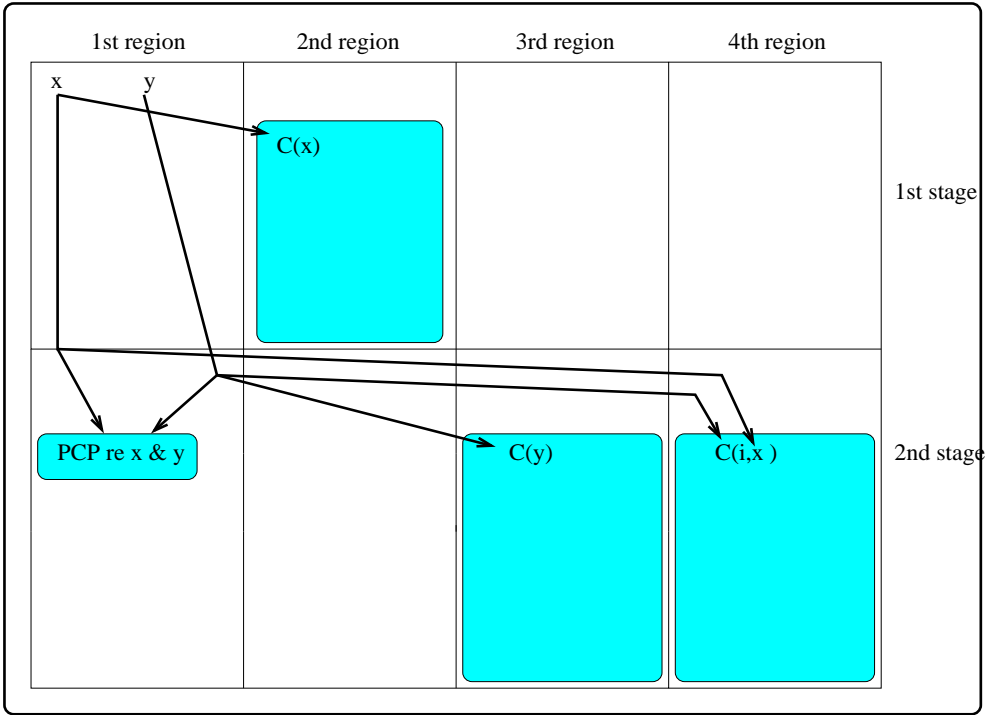 1st region 2nd region 3rd region 4th region
x y
C(x)
1st stage
PCP re x & y C(y) C(i,x ) 2nd stage